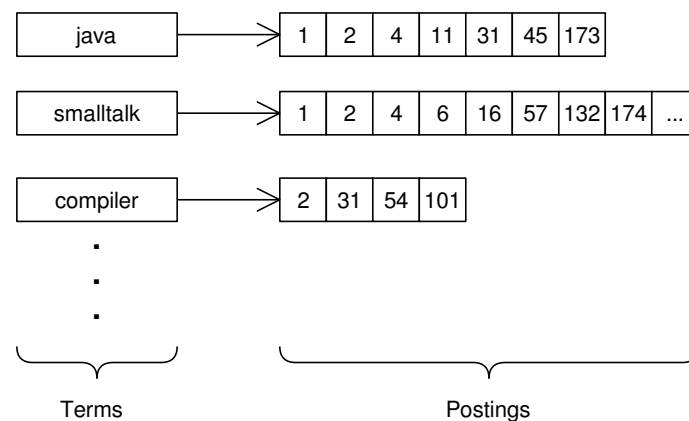 java 1 2 4 11 31 45 173
smalltalk 1 2 4 6 16 57 132 174 ...
compiler 2 31 54 101
Terms Postings